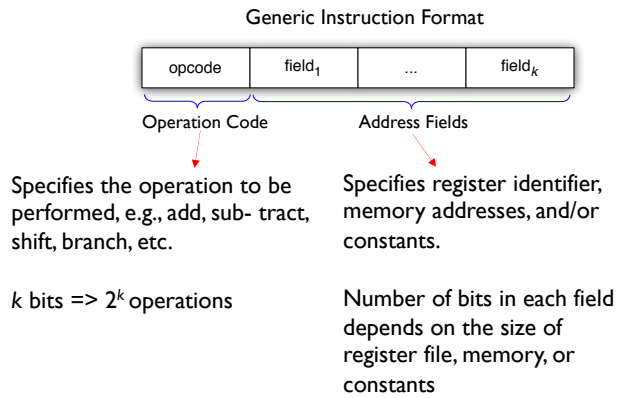 Generic Instruction Format
opcode field₁ ... fieldₖ
Operation Code Address Fields
Specifies the operation to be
performed, e.g., add, sub- tract,
shift, branch, etc.
k bits => 2ᵏ operations
Specifies register identifier,
memory addresses, and/or
constants.
Number of bits in each field
depends on the size of
register file, memory, or
constants